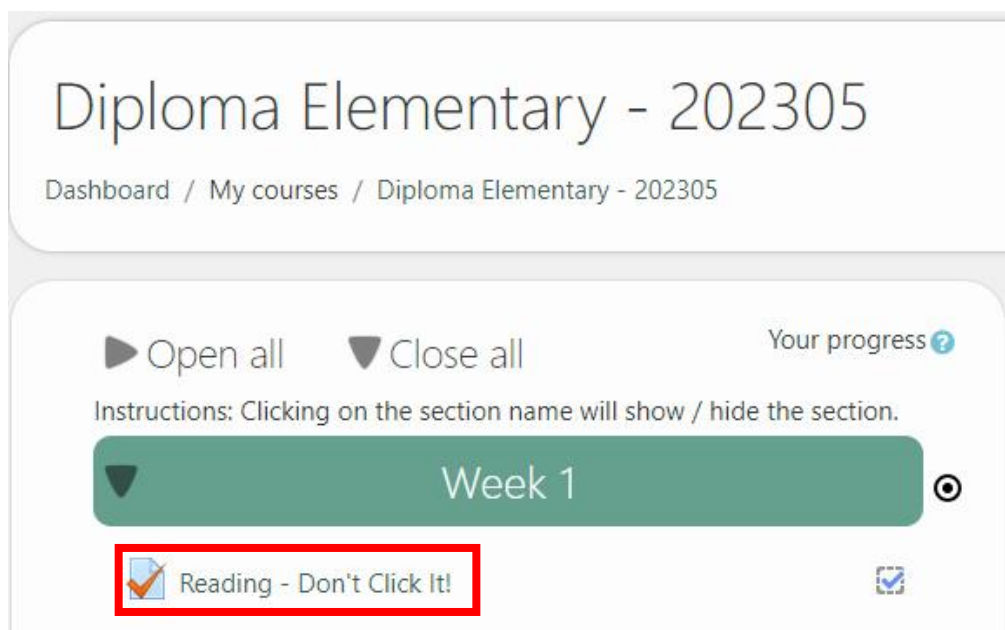 Diploma Elementary - 202305
Dashboard / My courses / Diploma Elementary - 202305
Open all Close all Your progress ?
Instructions: Clicking on the section name will show / hide the section.
Week 1
Reading - Don't Click It!